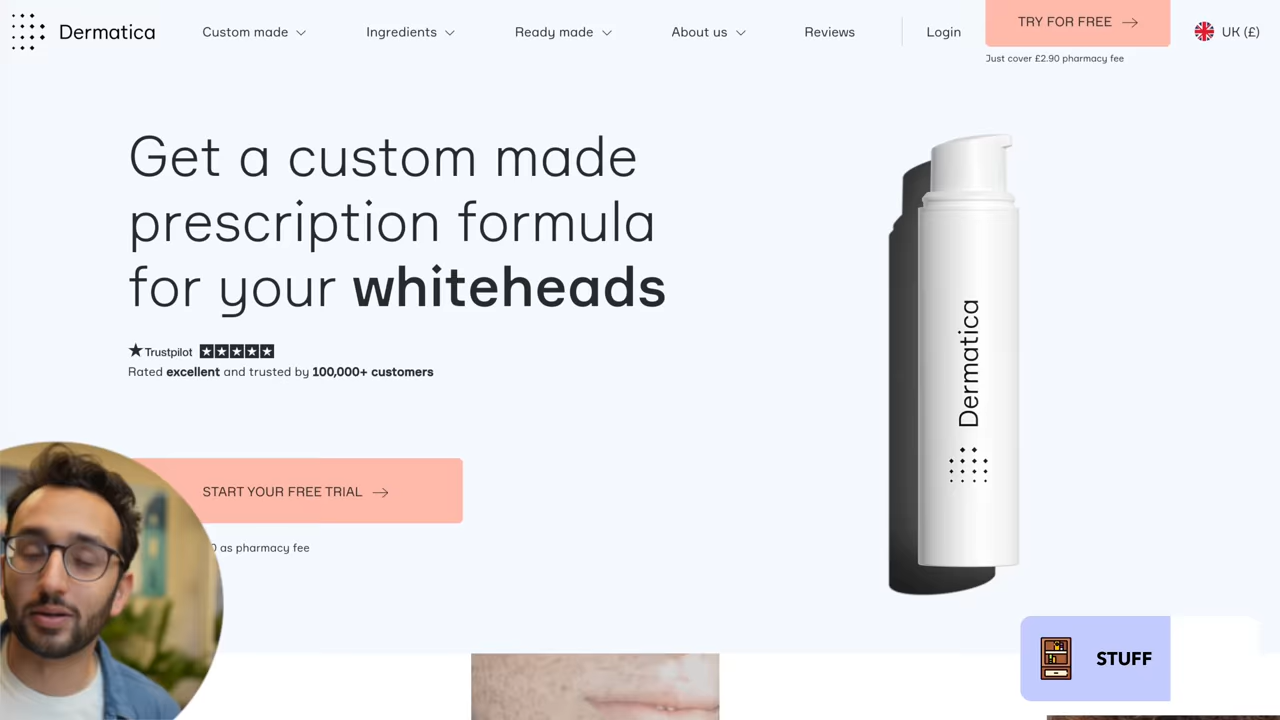 Dermatica
Custom made
Ingredients
Ready made
About us
Reviews
Login
TRY FOR FREE
UK (£)
Just cover £2.90 pharmacy fee
Get a custom made
prescription formula
for your whiteheads
Trustpilot
Rated excellent and trusted by 100,000+ customers
START YOUR FREE TRIAL
0 as pharmacy fee
Dermatica
STUFF